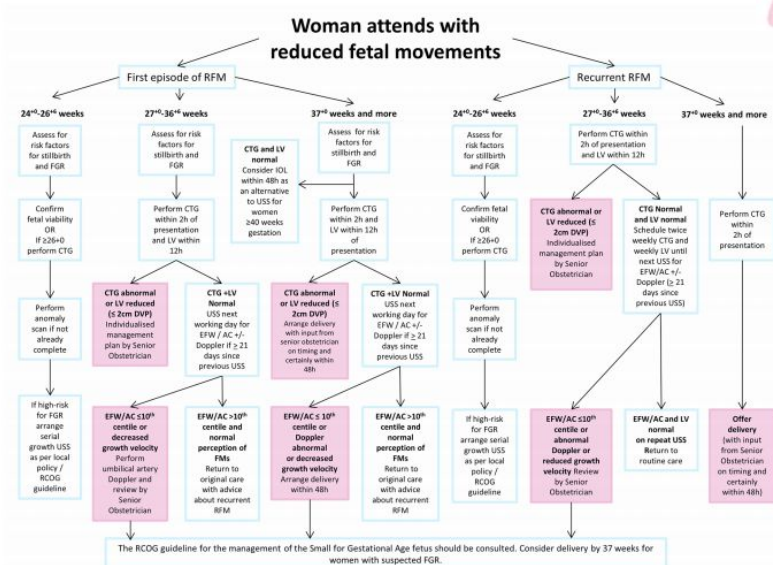 Woman attends with
reduced fetal movements
First episode of RFM
Recurrent RFM
24⁺⁰-26⁺⁶ weeks
27⁺⁰-36⁺⁶ weeks
37⁺⁰ weeks and more
24⁺⁰-26⁺⁶ weeks
27⁺⁰-36⁺⁶ weeks
37⁺⁰ weeks and more
Assess for
risk factors
for stillbirth
and FGR
Confirm
fetal viability
OR
If ≥26+0
perform CTG
Perform
anomaly
scan if not
already
complete
If high-risk
for FGR
arrange
serial
growth USS
as per local
policy /
RCOG
guideline
Assess for
risk factors
for stillbirth
and FGR
Perform CTG
within 2h of
presentation
and LV within
12h
CTG abnormal
or LV reduced
(≤ 2cm DVP)
Individualised
management
plan by Senior
Obstetrician
CTG +LV
Normal
USS next
working day for
EFW / AC +/-
Doppler if ≥ 21
days since
previous USS
EFW/AC ≤10th
centile or
decreased
growth velocity
Perform
umbilical artery
Doppler and
review by
Senior
Obstetrician
EFW/AC >10th
centile and
normal
perception of
FMs
Return to
original care
with advice
about recurrent
RFM
CTG and LV
normal
Consider IOL
within 48h as
an alternative
to USS for
women
≥40 weeks
gestation
Assess for
risk factors
for stillbirth
and FGR
Perform CTG
within 2h and
LV within 12h
of
presentation
CTG abnormal
or LV reduced (≤
2cm DVP)
Arrange delivery
with input from
senior obstetrician
on timing and
certainly within
48h
CTG +LV Normal
USS next
working day for
EFW / AC +/-
Doppler if ≥ 21
days since
previous USS
EFW/AC ≤ 10th
centile or
Doppler
abnormal
or decreased
growth velocity
Arrange delivery
within 48h
EFW/AC >10th
centile and
normal
perception of
FMs
Return to
original care
with advice
about recurrent
RFM
Assess for
risk factors
for stillbirth
and FGR
Confirm
fetal viability
OR
If ≥26+0
perform CTG
Perform
anomaly
scan if not
already
complete
If high-risk
for FGR
arrange
serial growth
USS as per
local policy /
RCOG
guideline
Perform CTG within
2h of presentation
and LV within 12h
CTG abnormal or
LV reduced (≤
2cm DVP)
Individualised
management
plan by Senior
Obstetrician
CTG Normal
and LV normal
Schedule twice
weekly CTG and
weekly LV until
next USS for
EFW/AC +/-
Doppler (≥ 21
days since
previous USS)
EFW/AC ≤10th
centile or
abnormal
Doppler or
reduced growth
velocity Review
by Senior
Obstetrician
EFW/AC and LV
normal
on repeat USS
Return to
routine care
Perform CTG
within
2h of
presentation
Offer
delivery
(with input
from Senior
Obstetrician
on timing
and
certainly
within 48h)
The RCOG guideline for the management of the Small for Gestational Age fetus should be consulted. Consider delivery by 37 weeks for
women with suspected FGR.